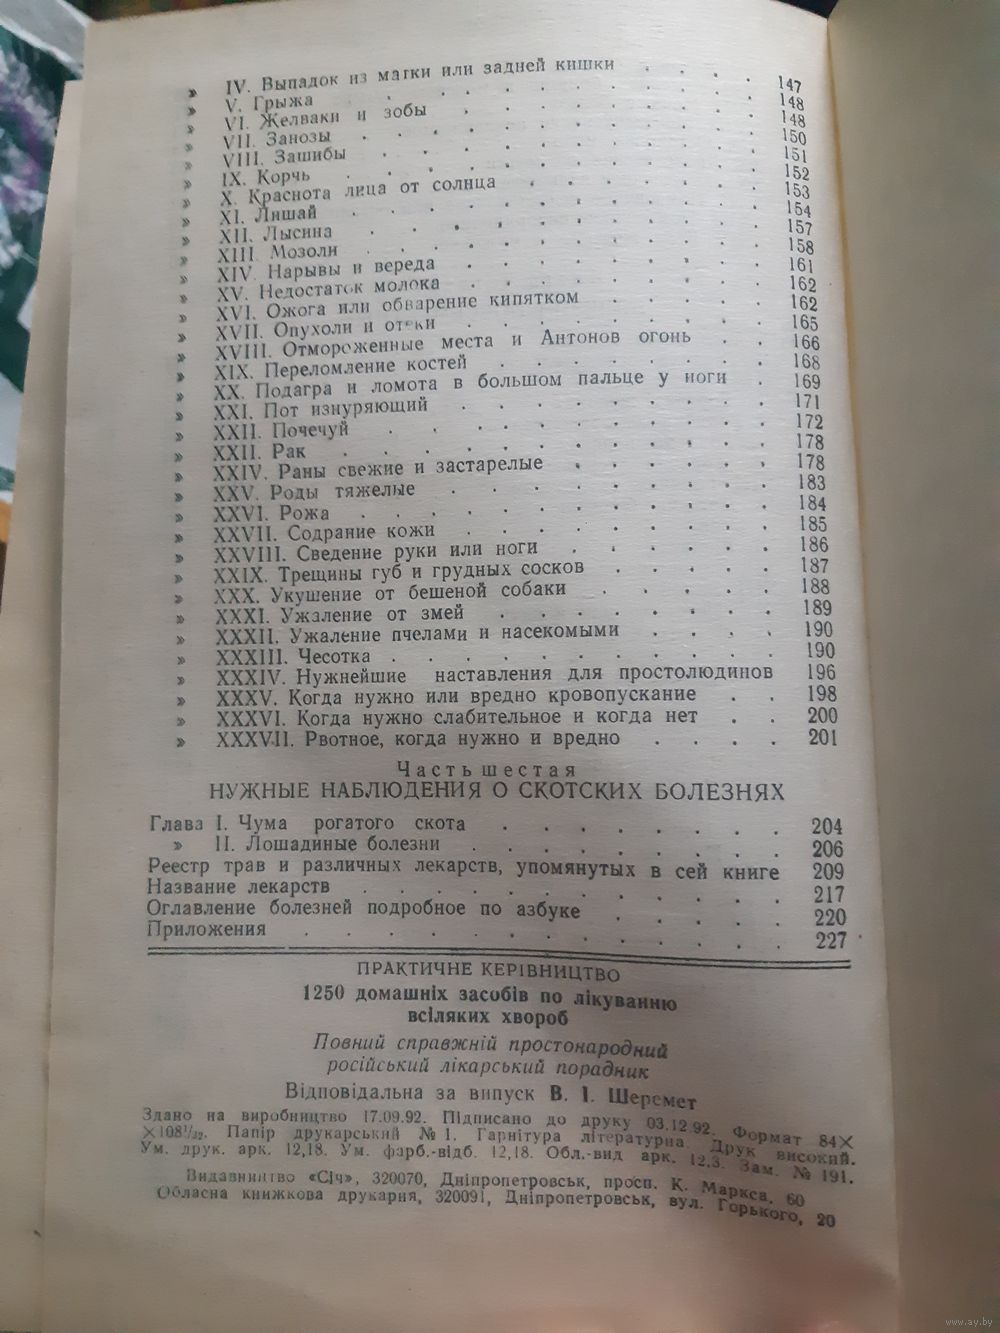 » IV. Выпадок из матки или задней кишки . . . . 147
» V. Грыжа . . . . . . . . . . 148
» VI. Желваки и зобы . . . . . . . . 148
» VII. Занозы . . . . . . . . . . 150
» VIII. Зашибы . . . . . . . . . . 151
» IX. Корчь . . . . . . . . . . 152
» X. Краснота лица от солнца . . . . . . 153
» XI. Лишай . . . . . . . . . . 154
» XII. Лысина . . . . . . . . . . 157
» XIII. Мозоли . . . . . . . . . . 158
» XIV. Нарывы и вереда . . . . . . . . 161
» XV. Недостаток молока . . . . . . . . 162
» XVI. Ожога или обварение кипятком . . . . 162
» XVII. Опухоли и отеки . . . . . . . . 165
» XVIII. Отмороженные места и Антонов огонь . . 166
» XIX. Переломление костей . . . . . . . 168
» XX. Подагра и ломота в большом пальце у ноги . 169
» XXI. Пот изнуряющий . . . . . . . . 171
» XXII. Почечуй . . . . . . . . . . 172
» XXII. Рак . . . . . . . . . . 178
» XXIV. Раны свежие и застарелые . . . . . 178
» XXV. Роды тяжелые . . . . . . . . 183
» XXVI. Рожа . . . . . . . . . . 184
» XXVII. Содрание кожи . . . . . . . . 185
» XXVIII. Сведение руки или ноги . . . . . 186
» XXIX. Трещины губ и грудных сосков . . . . 187
» XXX. Укушение от бешеной собаки . . . . 188
» XXXI. Ужаление от змей . . . . . . . 189
» XXXII. Ужаление пчелами и насекомыми . . . . 190
» XXXIII. Чесотка . . . . . . . . . . 190
» XXXIV. Нужнейшие наставления для простолюдинов 196
» XXXV. Когда нужно или вредно кровопускание . . 198
» XXXVI. Когда нужно слабительное и когда нет . . 200
» XXXVII. Рвотное, когда нужно и вредно . . . . 201
Часть шестая
НУЖНЫЕ НАБЛЮДЕНИЯ О СКОТСКИХ БОЛЕЗНЯХ
Глава I. Чума рогатого скота . . . . . . . . 204
» II. Лошадиные болезни . . . . . . . . 206
Реестр трав и различных лекарств, упомянутых в сей книге 209
Название лекарств . . . . . . . . . . 217
Оглавление болезней подробное по азбуке . . . . . 220
Приложения . . . . . . . . . . . . 227
ПРАКТИЧНЕ КЕРІВНИЦТВО
1250 домашніх засобів по лікуванню
всіляких хвороб
Повний справжній простонародний
російський лікарський порадник
Відповідальна за випуск В. І. Шеремет
Здано на виробництво 17.09.92. Підписано до друку 03.12.92. Формат 84×
×108¹/₃₂. Папір друкарський № 1. Гарнітура літературна. Друк високий.
Ум. друк. арк. 12,18. Ум. фарб.-відб. 12,18. Обл.-вид арк. 12,3. Зам. № 191.
Видавництво «Січ», 320070, Дніпропетровськ, просп. К. Маркса, 60
Обласна книжкова друкарня, 320091, Дніпропетровськ, вул. Горького, 20
www.ay.by